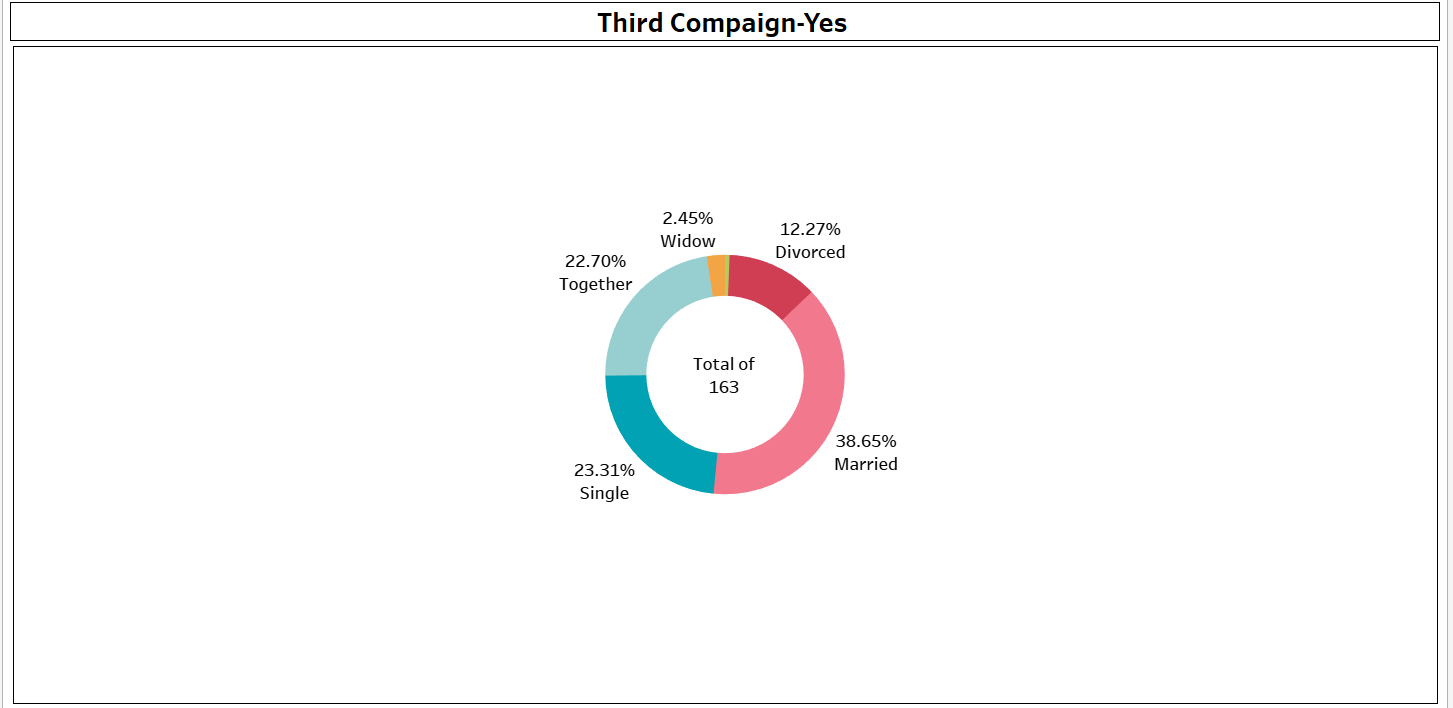 Third Compaign-Yes
2.45%
Widow
12.27%
Divorced
22.70%
Together
Total of
163
38.65%
Married
23.31%
Single